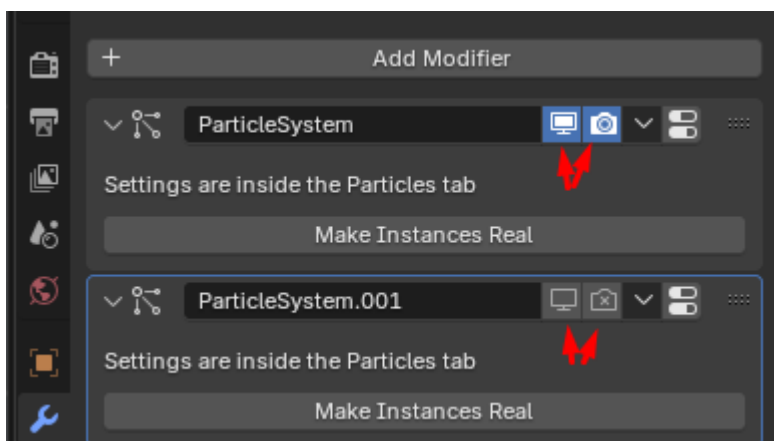 Add Modifier
ParticleSystem
Settings are inside the Particles tab
Make Instances Real
ParticleSystem.001
Settings are inside the Particles tab
Make Instances Real